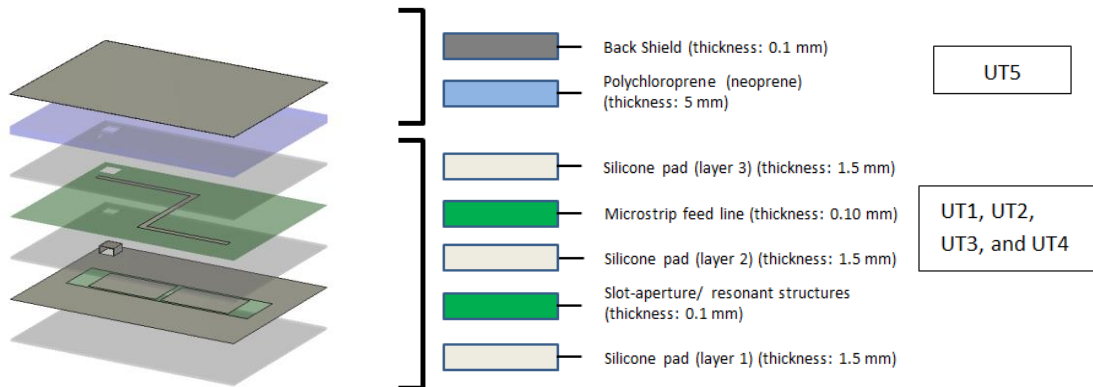 Back Shield (thickness: 0.1 mm)
Polychloroprene (neoprene)
(thickness: 5 mm)
UT5
Silicone pad (layer 3) (thickness: 1.5 mm)
Microstrip feed line (thickness: 0.10 mm)
Silicone pad (layer 2) (thickness: 1.5 mm)
Slot-aperture/ resonant structures
(thickness: 0.1 mm)
Silicone pad (layer 1) (thickness: 1.5 mm)
UT1, UT2,
UT3, and UT4